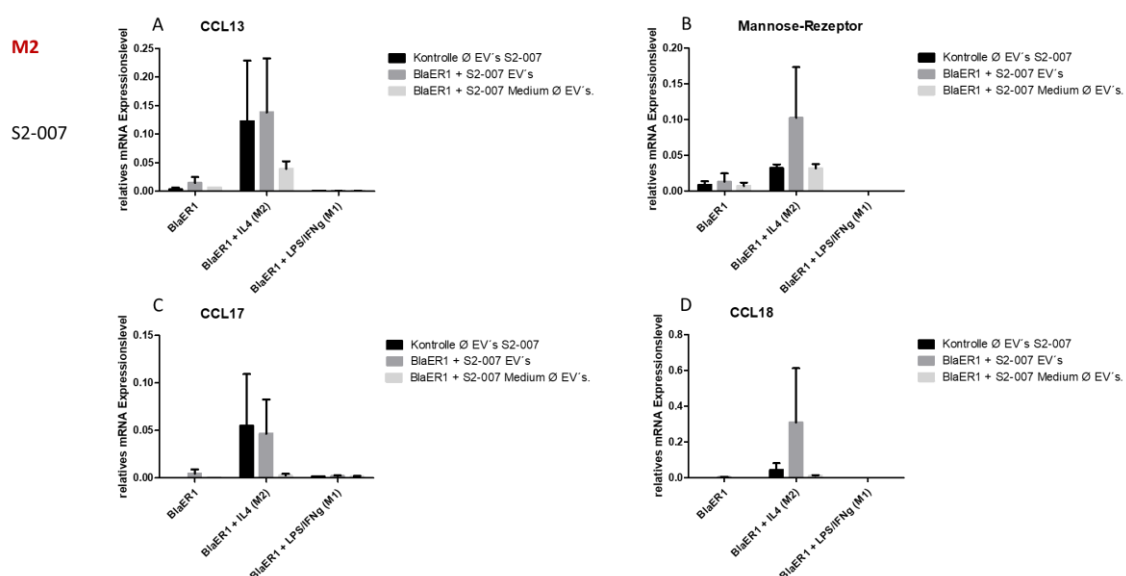 M2
S2-007
A
CCL13
relatives mRNA Expressionslevel
0.25
0.20
0.15
0.10
0.05
0.00
BlaER1
BlaER1 + IL4 (M2)
BlaER1 + LPS/IFNg (M1)
Kontrolle Ø EV´s S2-007
BlaER1 + S2-007 EV´s
BlaER1 + S2-007 Medium Ø EV´s.
B
Mannose-Rezeptor
relatives mRNA Expressionslevel
0.20
0.15
0.10
0.05
0.00
BlaER1
BlaER1 + IL4 (M2)
BlaER1 + LPS/IFNg (M1)
Kontrolle Ø EV´s S2-007
BlaER1 + S2-007 EV´s
BlaER1 + S2-007 Medium Ø EV´s.
C
CCL17
relatives mRNA Expressionslevel
0.15
0.10
0.05
0.00
BlaER1
BlaER1 + IL4 (M2)
BlaER1 + LPS/IFNg (M1)
Kontrolle Ø EV´s S2-007
BlaER1 + S2-007 EV´s
BlaER1 + S2-007 Medium Ø EV´s.
D
CCL18
relatives mRNA Expressionslevel
0.8
0.6
0.4
0.2
0.0
BlaER1
BlaER1 + IL4 (M2)
BlaER1 + LPS/IFNg (M1)
Kontrolle Ø EV´s S2-007
BlaER1 + S2-007 EV´s
BlaER1 + S2-007 Medium Ø EV´s.